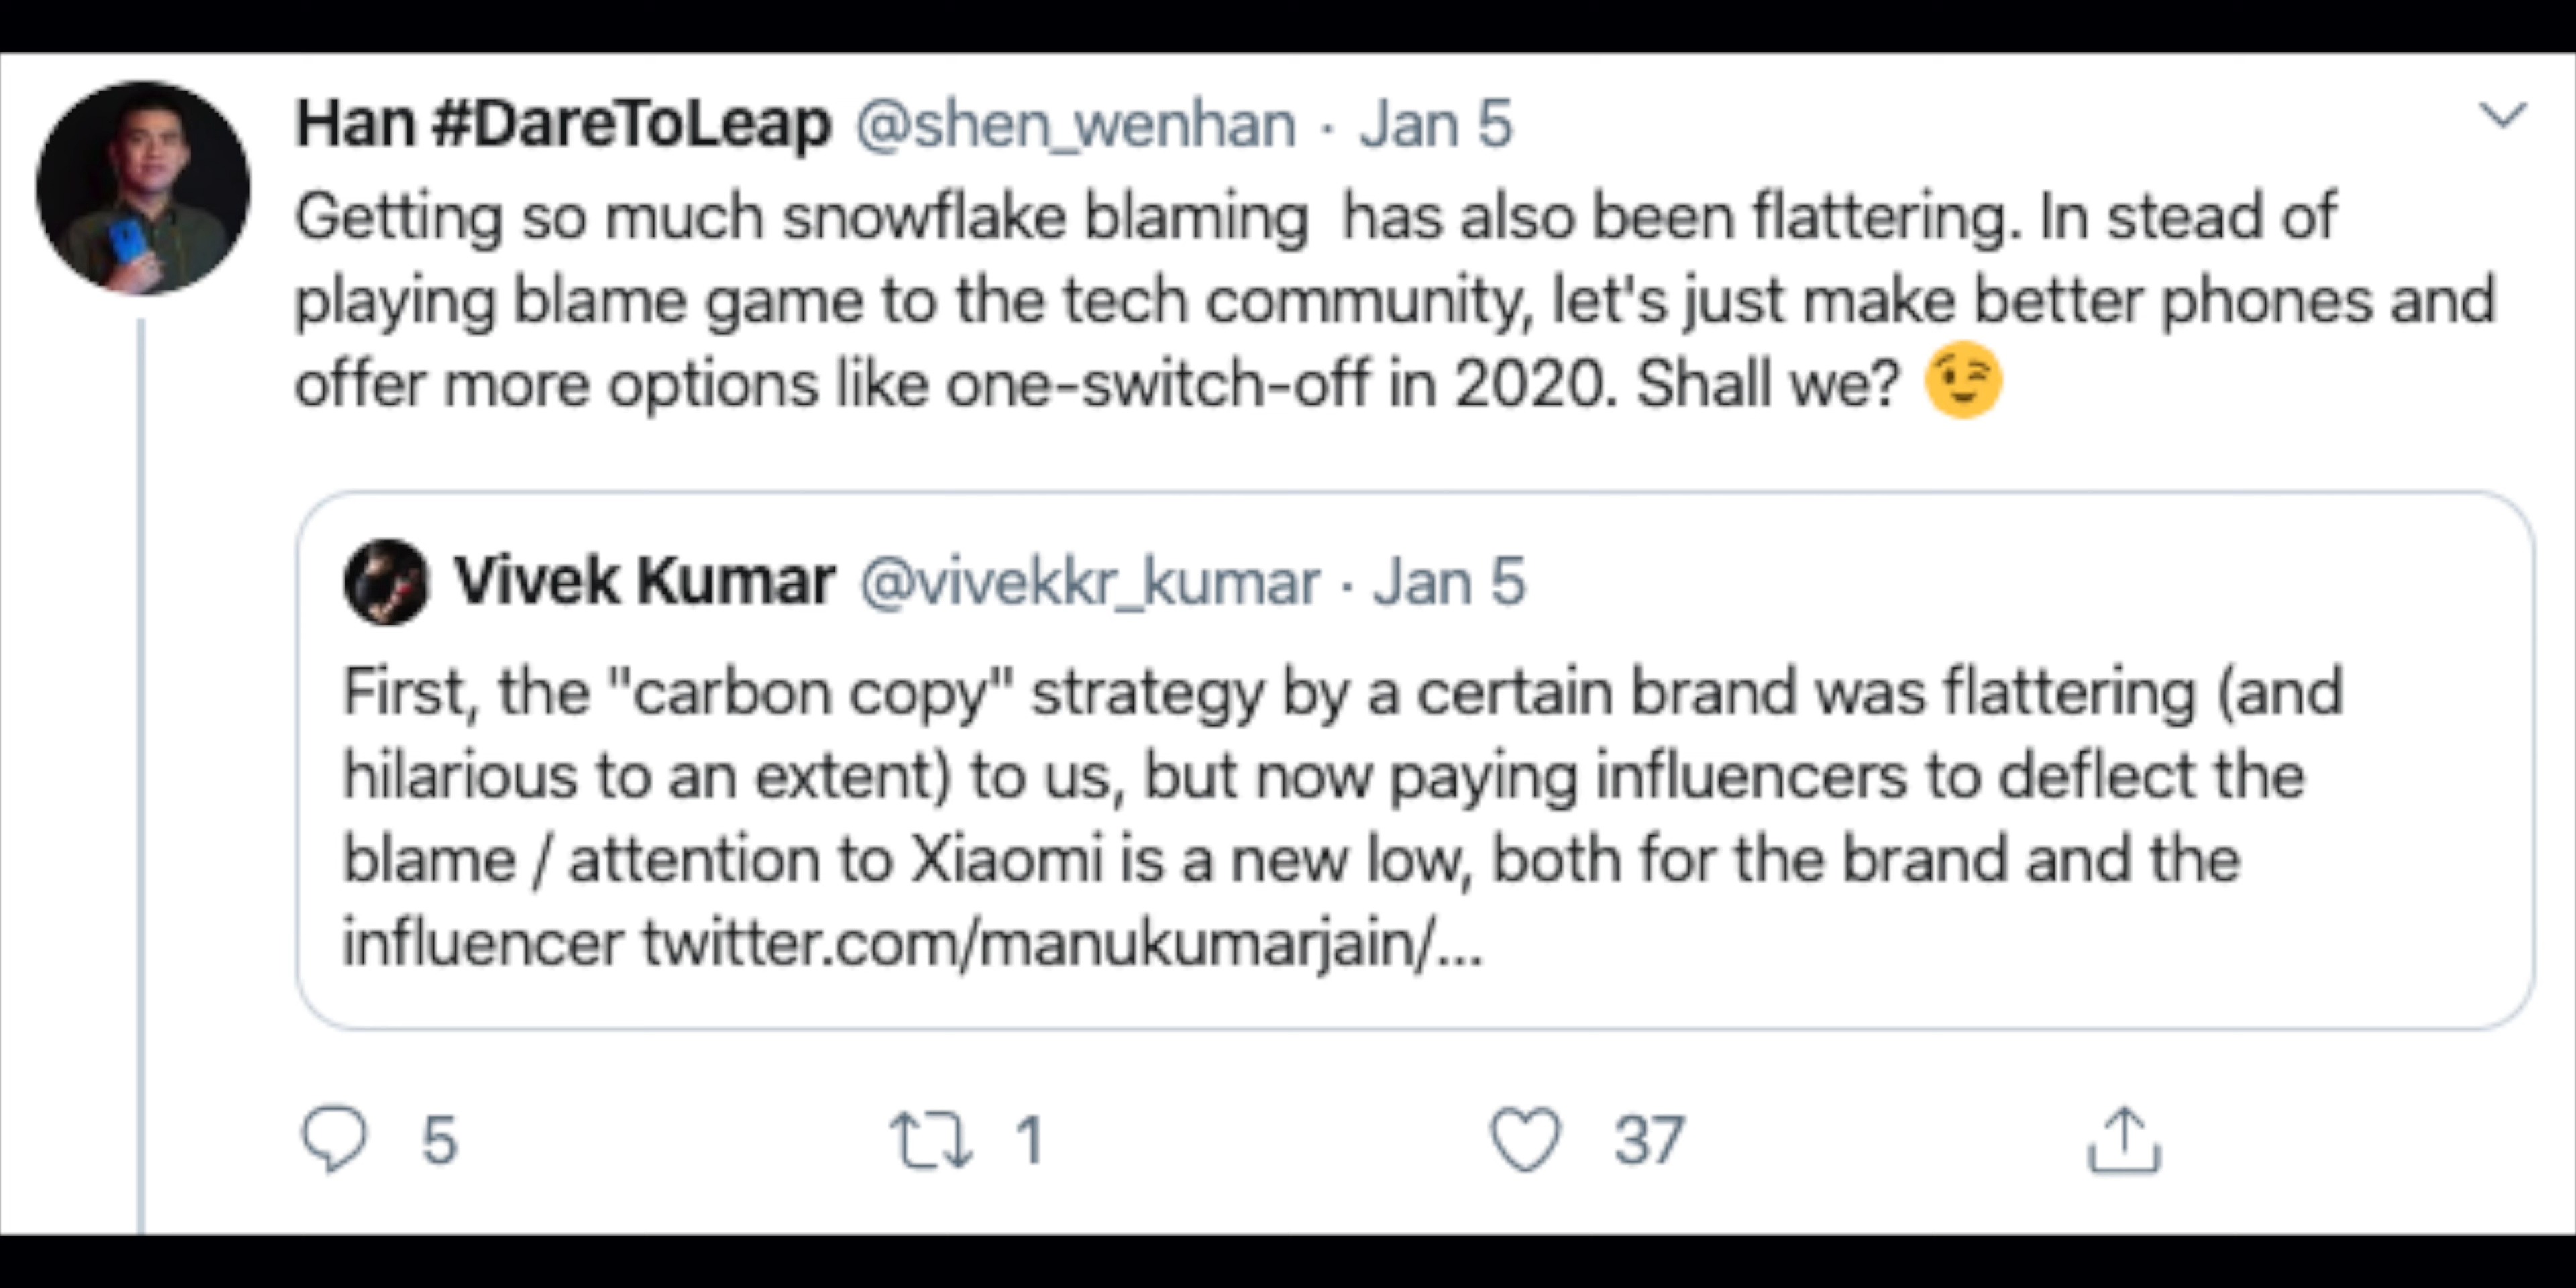 Han #DareToLeap @shen_wenhan · Jan 5
Getting so much snowflake blaming  has also been flattering. In stead of
playing blame game to the tech community, let's just make better phones and
offer more options like one-switch-off in 2020. Shall we? 😉
Vivek Kumar @vivekkr_kumar · Jan 5
First, the "carbon copy" strategy by a certain brand was flattering (and
hilarious to an extent) to us, but now paying influencers to deflect the
blame / attention to Xiaomi is a new low, both for the brand and the
influencer twitter.com/manukumarjain/...
5 1 37